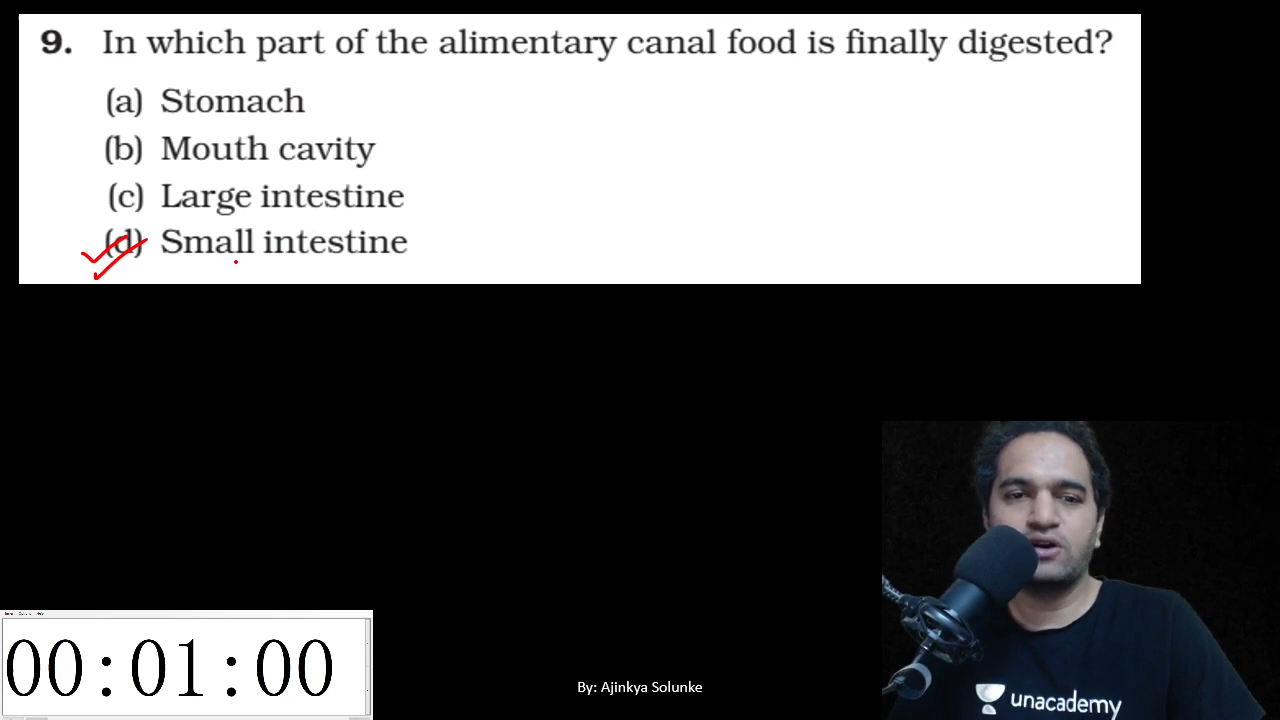 9. In which part of the alimentary canal food is finally digested?
(a) Stomach
(b) Mouth cavity
(c) Large intestine
(d) Small intestine
00:01:00
By: Ajinkya Solunke
unacademy